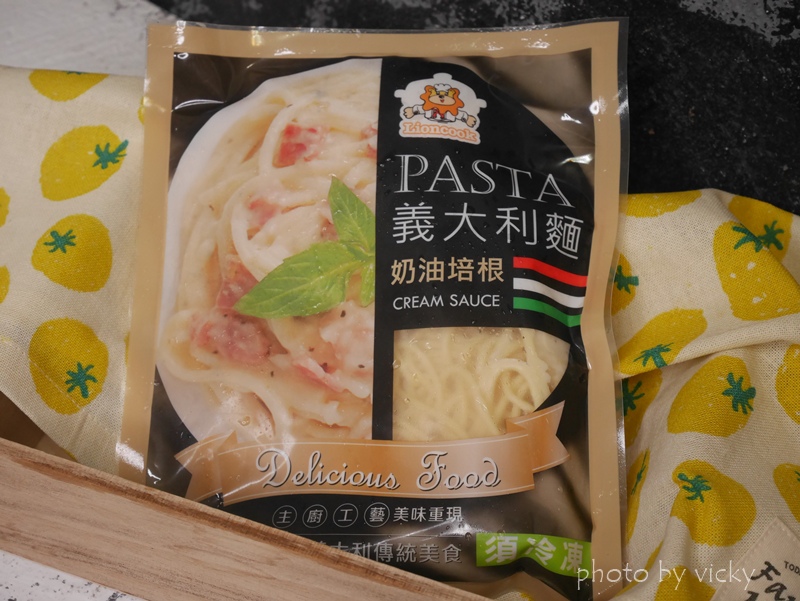 Lioncook
PASTA
義大利麵
奶油培根
CREAM SAUCE
Delicious Food
主廚工藝美味重現
大利傳統美食
須冷凍
photo by vicky
TODAY